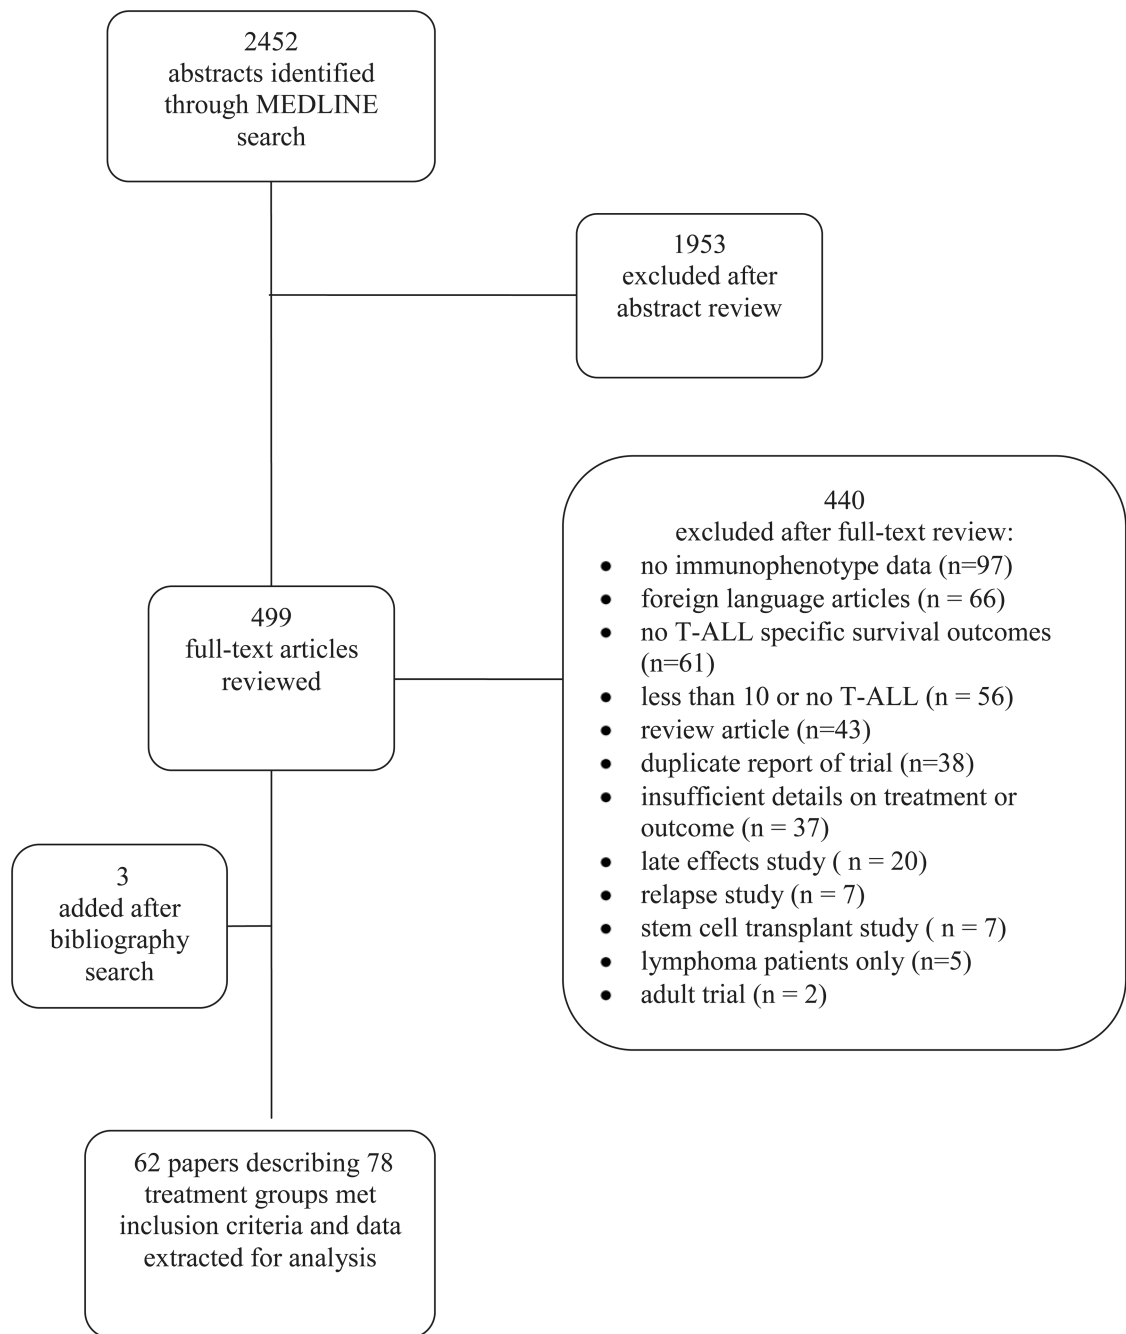 2452
abstracts identified
through MEDLINE
search
1953
excluded after
abstract review
440
excluded after full-text review:
● no immunophenotype data (n=97)
● foreign language articles (n = 66)
● no T-ALL specific survival outcomes
(n=61)
● less than 10 or no T-ALL (n = 56)
● review article (n=43)
● duplicate report of trial (n=38)
● insufficient details on treatment or
outcome (n = 37)
● late effects study ( n = 20)
● relapse study (n = 7)
● stem cell transplant study ( n = 7)
● lymphoma patients only (n=5)
● adult trial (n = 2)
499
full-text articles
reviewed
3
added after
bibliography
search
62 papers describing 78
treatment groups met
inclusion criteria and data
extracted for analysis